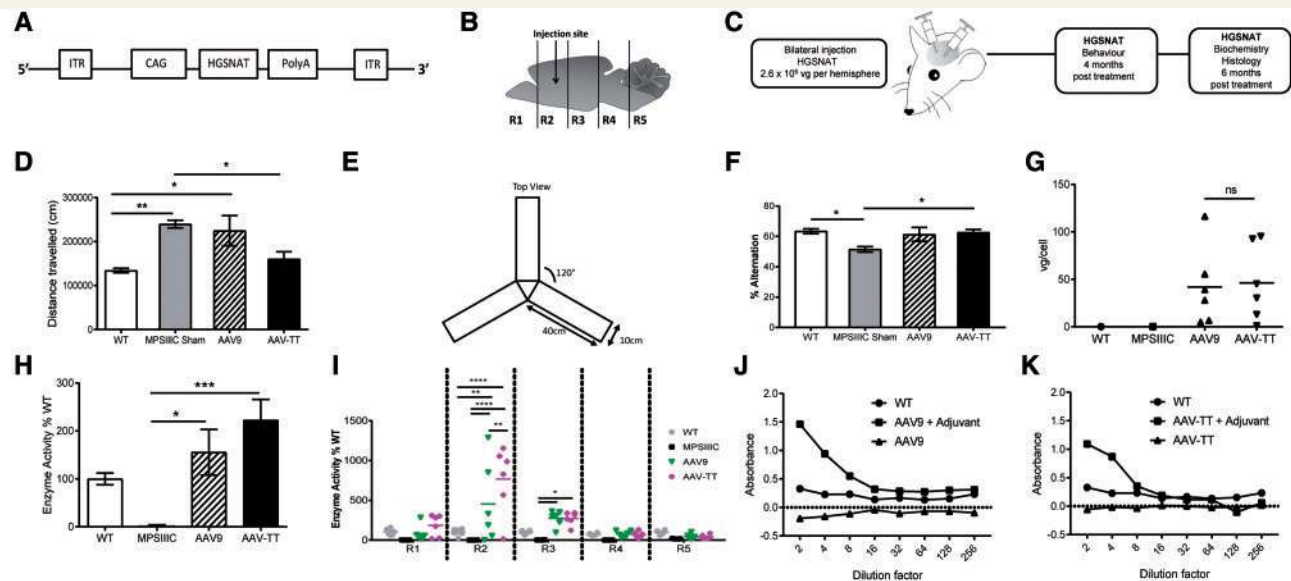 A
5'
ITR
CAG
HGSNAT
PolyA
ITR
3'
B
Injection site
R1 R2 R3 R4 R5
C
Bilateral injection
HGSNAT
2.6 x 10⁹ vg per hemisphere
HGSNAT
Behaviour
4 months
post treatment
HGSNAT
Biochemistry
Histology
6 months
post treatment
D
Distance travelled (cm)
300000
200000
100000
0
**
*
*
WT
MPSIIIC Sham
AAV9
AAV-TT
E
Top View
120°
40cm
10cm
F
% Alternation
80
60
40
20
0
*
*
WT
MPSIIIC Sham
AAV9
AAV-TT
G
vg/cell
150
100
50
0
ns
WT
MPSIIIC
AAV9
AAV-TT
H
Enzyme Activity % WT
300
200
100
0
***
*
WT
MPSIIIC
AAV9
AAV-TT
I
Enzyme Activity % WT
1500
1000
500
0
****
**
****
**
*
R1
R2
R3
R4
R5
WT
MPSIIIC
AAV9
AAV-TT
J
Absorbance
2.0
1.5
1.0
0.5
0.0
-0.5
WT
AAV9 + Adjuvant
AAV9
2 4 8 16 32 64 128 256
Dilution factor
K
Absorbance
2.0
1.5
1.0
0.5
0.0
-0.5
WT
AAV-TT + Adjuvant
AAV-TT
2 4 8 16 32 64 128 256
Dilution factor